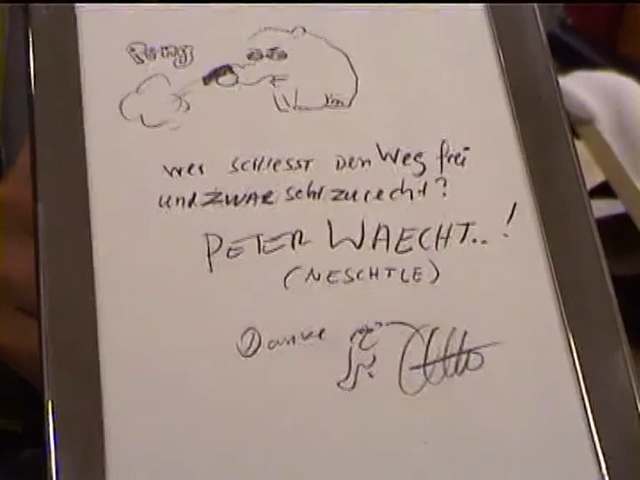 Peng
wer schiesst den Weg frei
und zwar sehr zurecht?
PETER WAECHT..!
(NESCHTLE)
Danke Otto